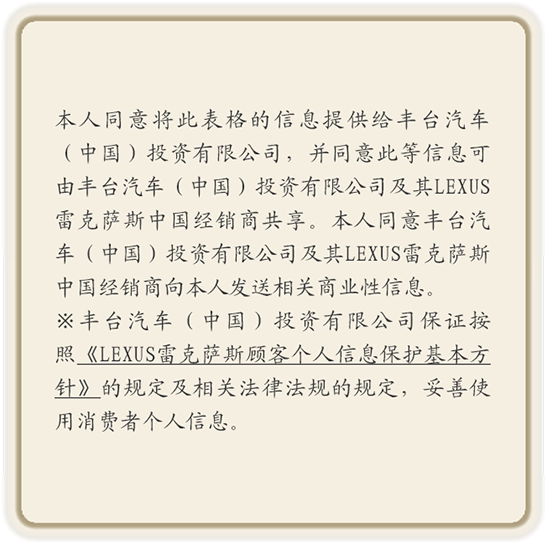 本人同意将此表格的信息提供给丰台汽车
（中国）投资有限公司，并同意此等信息可
由丰台汽车（中国）投资有限公司及其LEXUS
雷克萨斯中国经销商共享。本人同意丰台汽
车（中国）投资有限公司及其LEXUS雷克萨斯
中国经销商向本人发送相关商业性信息。
※丰台汽车（中国）投资有限公司保证按
照《LEXUS雷克萨斯顾客个人信息保护基本方
针》的规定及相关法律法规的规定，妥善使
用消费者个人信息。